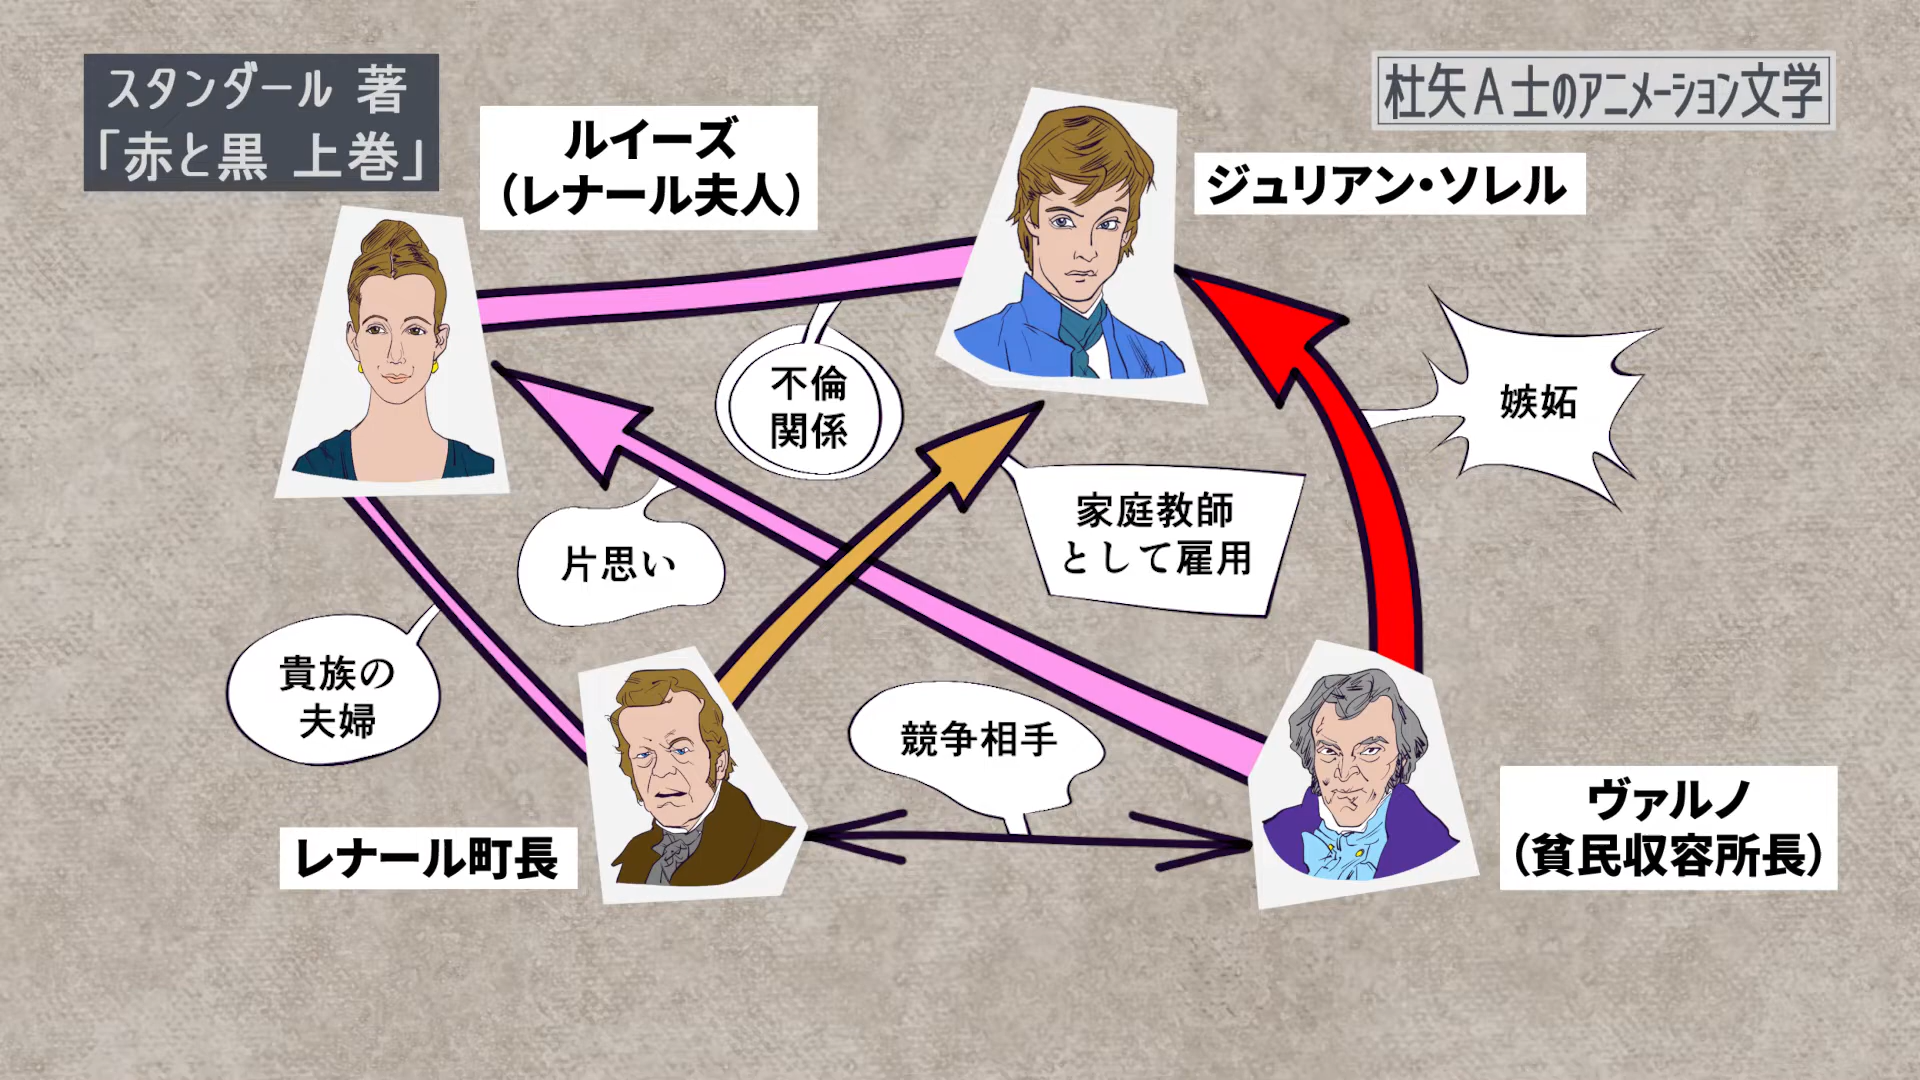 スタンダール 著
「赤と黒 上巻」
杜矢A士のアニメーション文学
ルイーズ
（レナール夫人）
ジュリアン・ソレル
不倫
関係
嫉妬
片思い
家庭教師
として雇用
貴族の
夫婦
競争相手
レナール町長
ヴァルノ
（貧民収容所長）